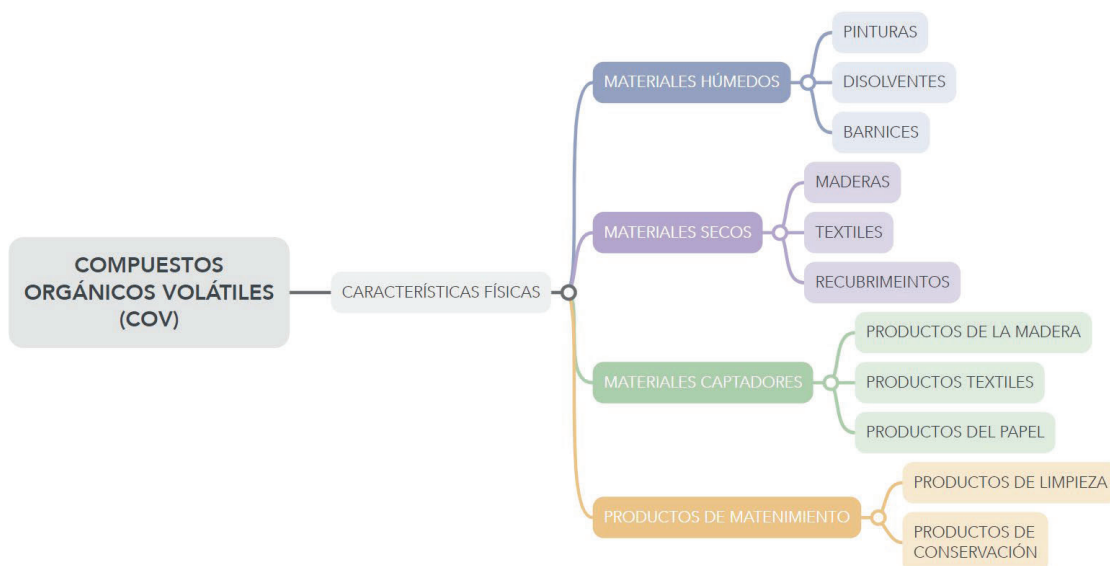 COMPUESTOS
ORGÁNICOS VOLÁTILES
(COV)
CARACTERÍSTICAS FÍSICAS
MATERIALES HÚMEDOS
PINTURAS
DISOLVENTES
BARNICES
MATERIALES SECOS
MADERAS
TEXTILES
RECUBRIMEINTOS
MATERIALES CAPTADORES
PRODUCTOS DE LA MADERA
PRODUCTOS TEXTILES
PRODUCTOS DEL PAPEL
PRODUCTOS DE MATENIMIENTO
PRODUCTOS DE LIMPIEZA
PRODUCTOS DE
CONSERVACIÓN